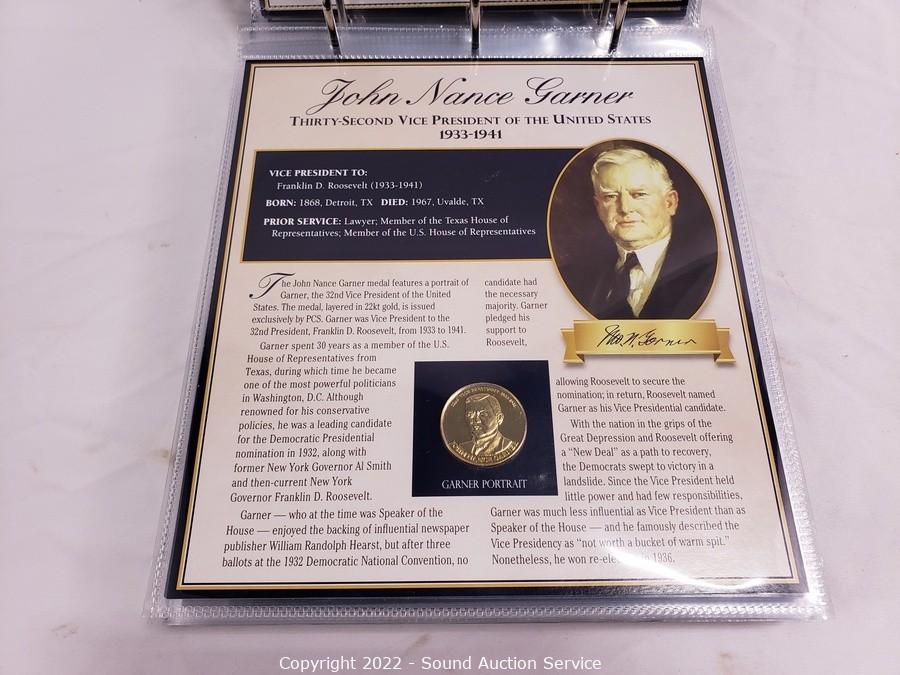 John Nance Garner
Thirty-Second Vice President of the United States
1933-1941
VICE PRESIDENT TO:
Franklin D. Roosevelt (1933-1941)
BORN: 1868, Detroit, TX DIED: 1967, Uvalde, TX
PRIOR SERVICE: Lawyer; Member of the Texas House of
Representatives; Member of the U.S. House of Representatives
The John Nance Garner medal features a portrait of
Garner, the 32nd Vice President of the United
States. The medal, layered in 22kt gold, is issued
exclusively by PCS. Garner was Vice President to the
32nd President, Franklin D. Roosevelt, from 1933 to 1941.
Garner spent 30 years as a member of the U.S.
House of Representatives from
Texas, during which time he became
one of the most powerful politicians
in Washington, D.C. Although
renowned for his conservative
policies, he was a leading candidate
for the Democratic Presidential
nomination in 1932, along with
former New York Governor Al Smith
and then-current New York
Governor Franklin D. Roosevelt.
Garner — who at the time was Speaker of the
House — enjoyed the backing of influential newspaper
publisher William Randolph Hearst, but after three
ballots at the 1932 Democratic National Convention, no
candidate had
the necessary
majority. Garner
pledged his
support to
Roosevelt,
allowing Roosevelt to secure the
nomination; in return, Roosevelt named
Garner as his Vice Presidential candidate.
With the nation in the grips of the
Great Depression and Roosevelt offering
a "New Deal" as a path to recovery,
the Democrats swept to victory in a
landslide. Since the Vice President held
little power and had few responsibilities,
Garner was much less influential as Vice President than as
Speaker of the House — and he famously described the
Vice Presidency as "not worth a bucket of warm spit."
Nonetheless, he won in 1936.
Jno. N. Garner
JOHN NANCE GARNER
GARNER PORTRAIT
Copyright 2022 - Sound Auction Service